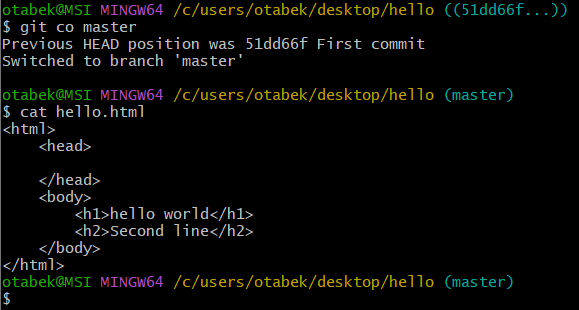 otabek@MSI MINGW64 /c/users/otabek/desktop/hello ((51dd66f...))
$ git co master
Previous HEAD position was 51dd66f First commit
Switched to branch 'master'

otabek@MSI MINGW64 /c/users/otabek/desktop/hello (master)
$ cat hello.html
<html>
    <head>

    </head>
    <body>
        <h1>hello world</h1>
        <h2>Second line</h2>
    </body>
</html>
otabek@MSI MINGW64 /c/users/otabek/desktop/hello (master)
$